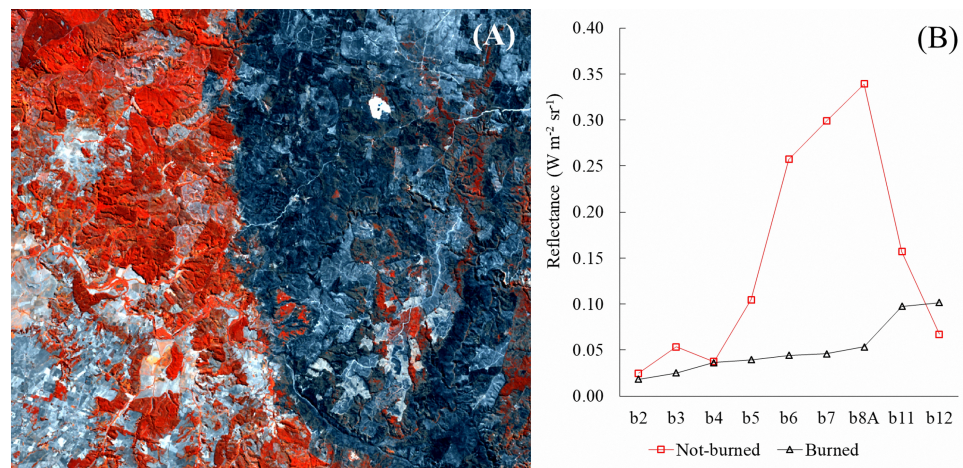 (A)
(B)
Reflectance (W m⁻² sr⁻¹)
0.40
0.35
0.30
0.25
0.20
0.15
0.10
0.05
0.00
b2 b3 b4 b5 b6 b7 b8A b11 b12
Not-burned Burned